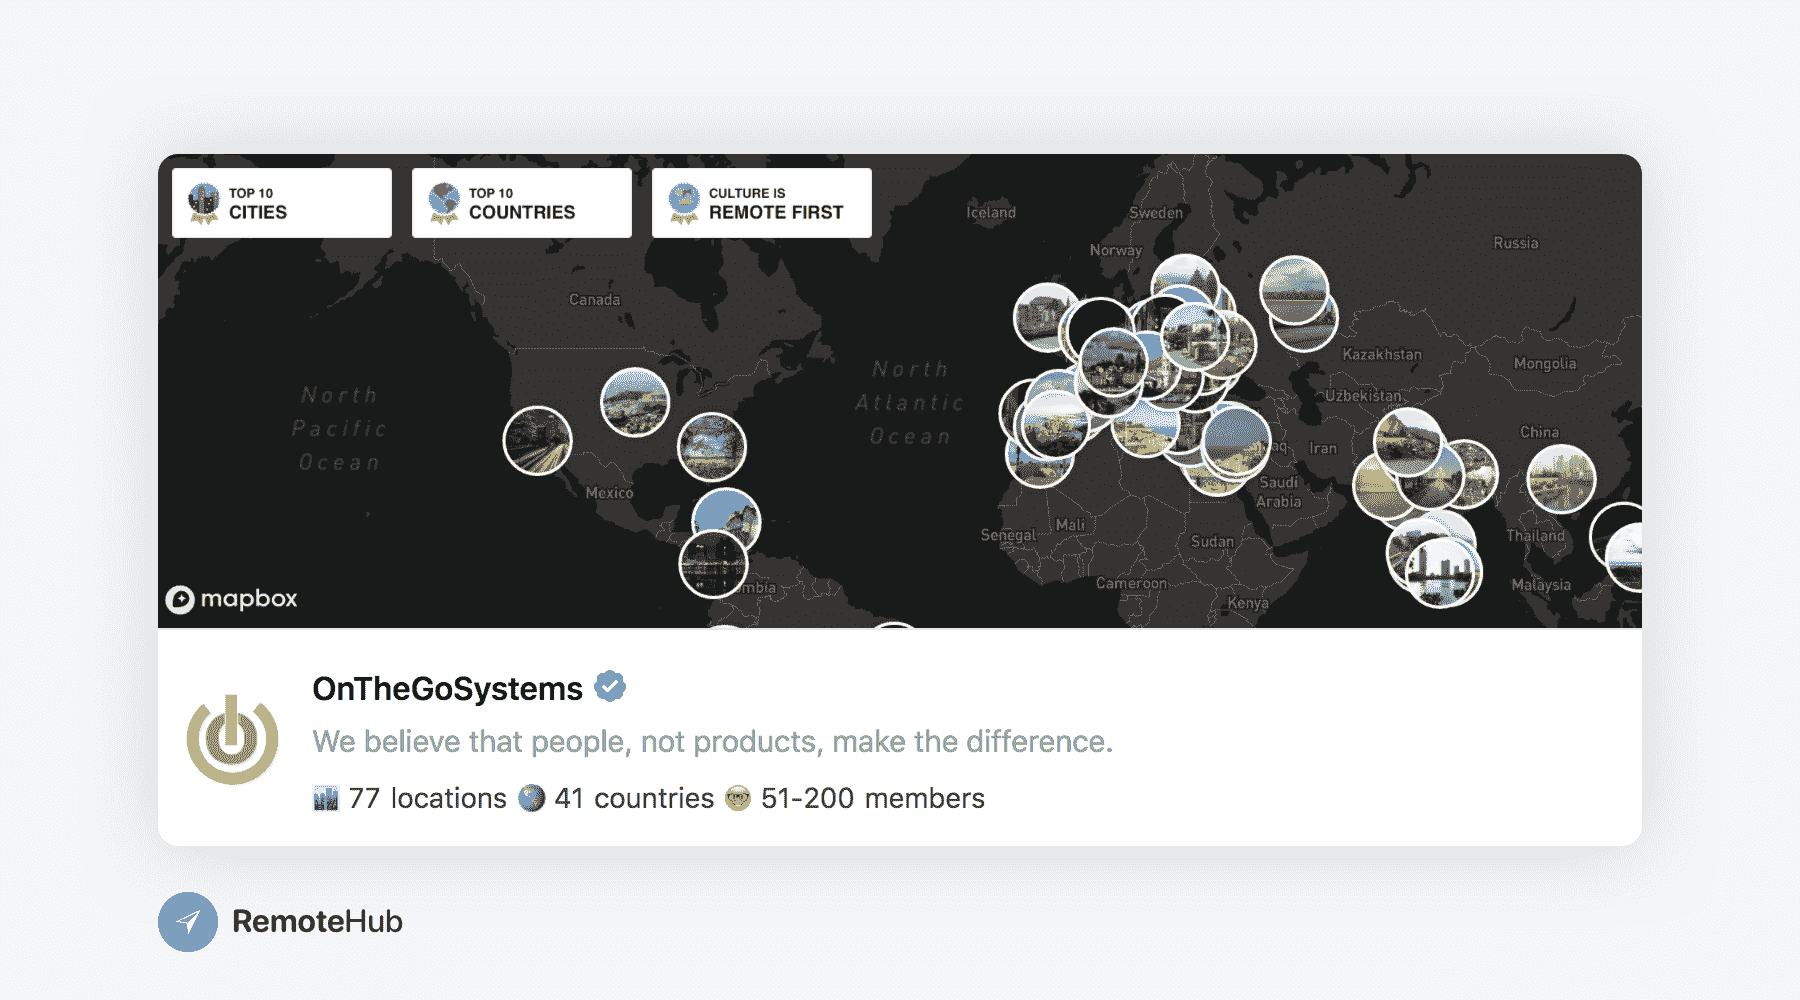 TOP 10
CITIES
TOP 10
COUNTRIES
CULTURE IS
REMOTE FIRST
Iceland
Sweden
Norway
Russia
Canada
Kazakhstan
Mongolia
North
Pacific
Ocean
North
Atlantic
Ocean
Uzbekistan
China
Iran
Mexico
Saudi
Arabia
Senegal
Mali
Sudan
Thailand
Cameroon
Malaysia
Kenya
mapbox
OnTheGoSystems
We believe that people, not products, make the difference.
77 locations 41 countries 51-200 members
RemoteHub